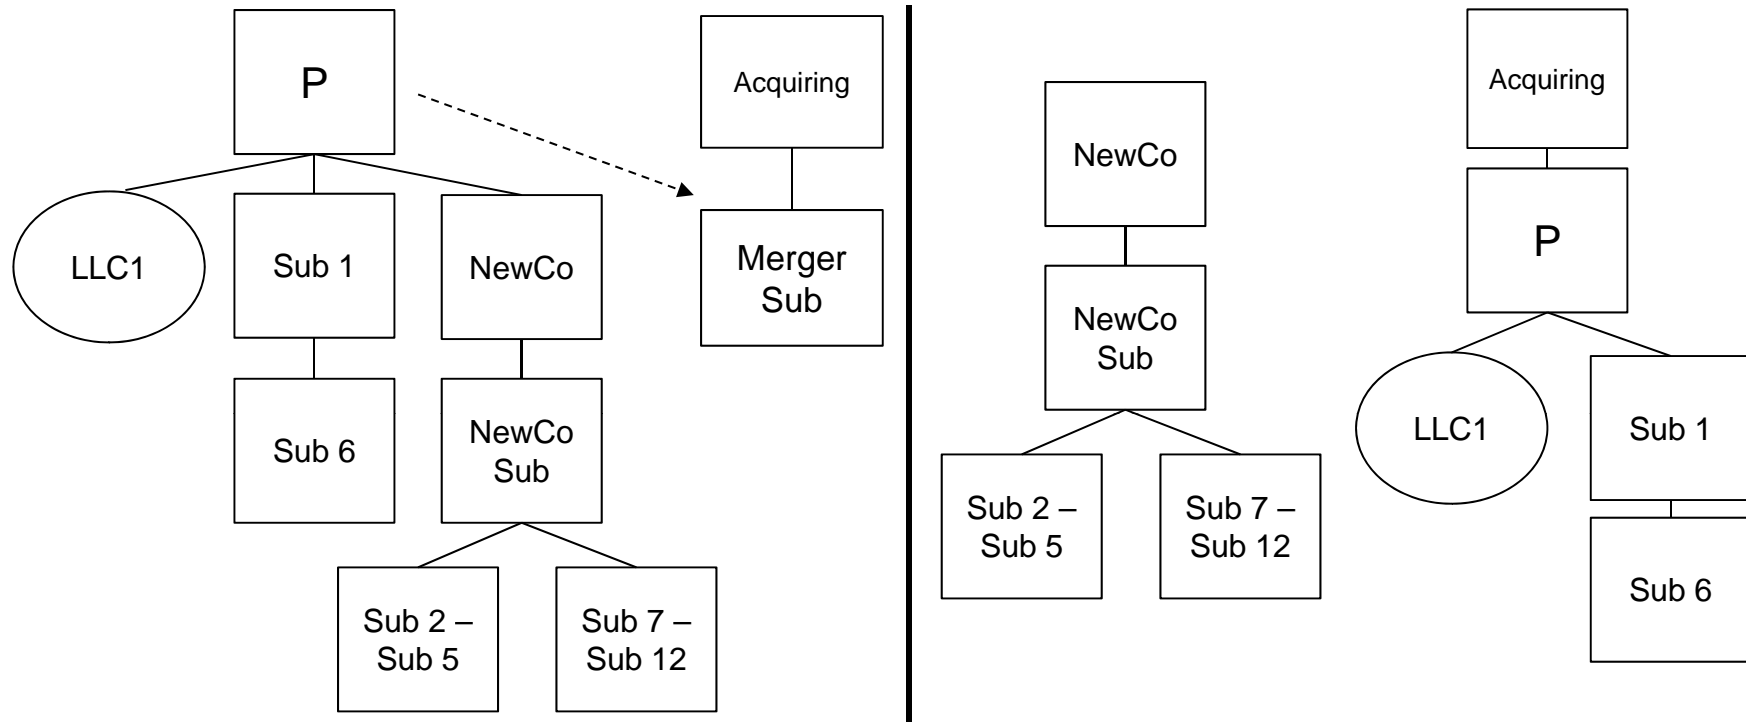 P
Acquiring
LLC1
Sub 1
NewCo
Merger
Sub
Sub 6
NewCo
Sub
Sub 2 –
Sub 5
Sub 7 –
Sub 12
NewCo
NewCo
Sub
Sub 2 –
Sub 5
Sub 7 –
Sub 12
Acquiring
P
LLC1
Sub 1
Sub 6